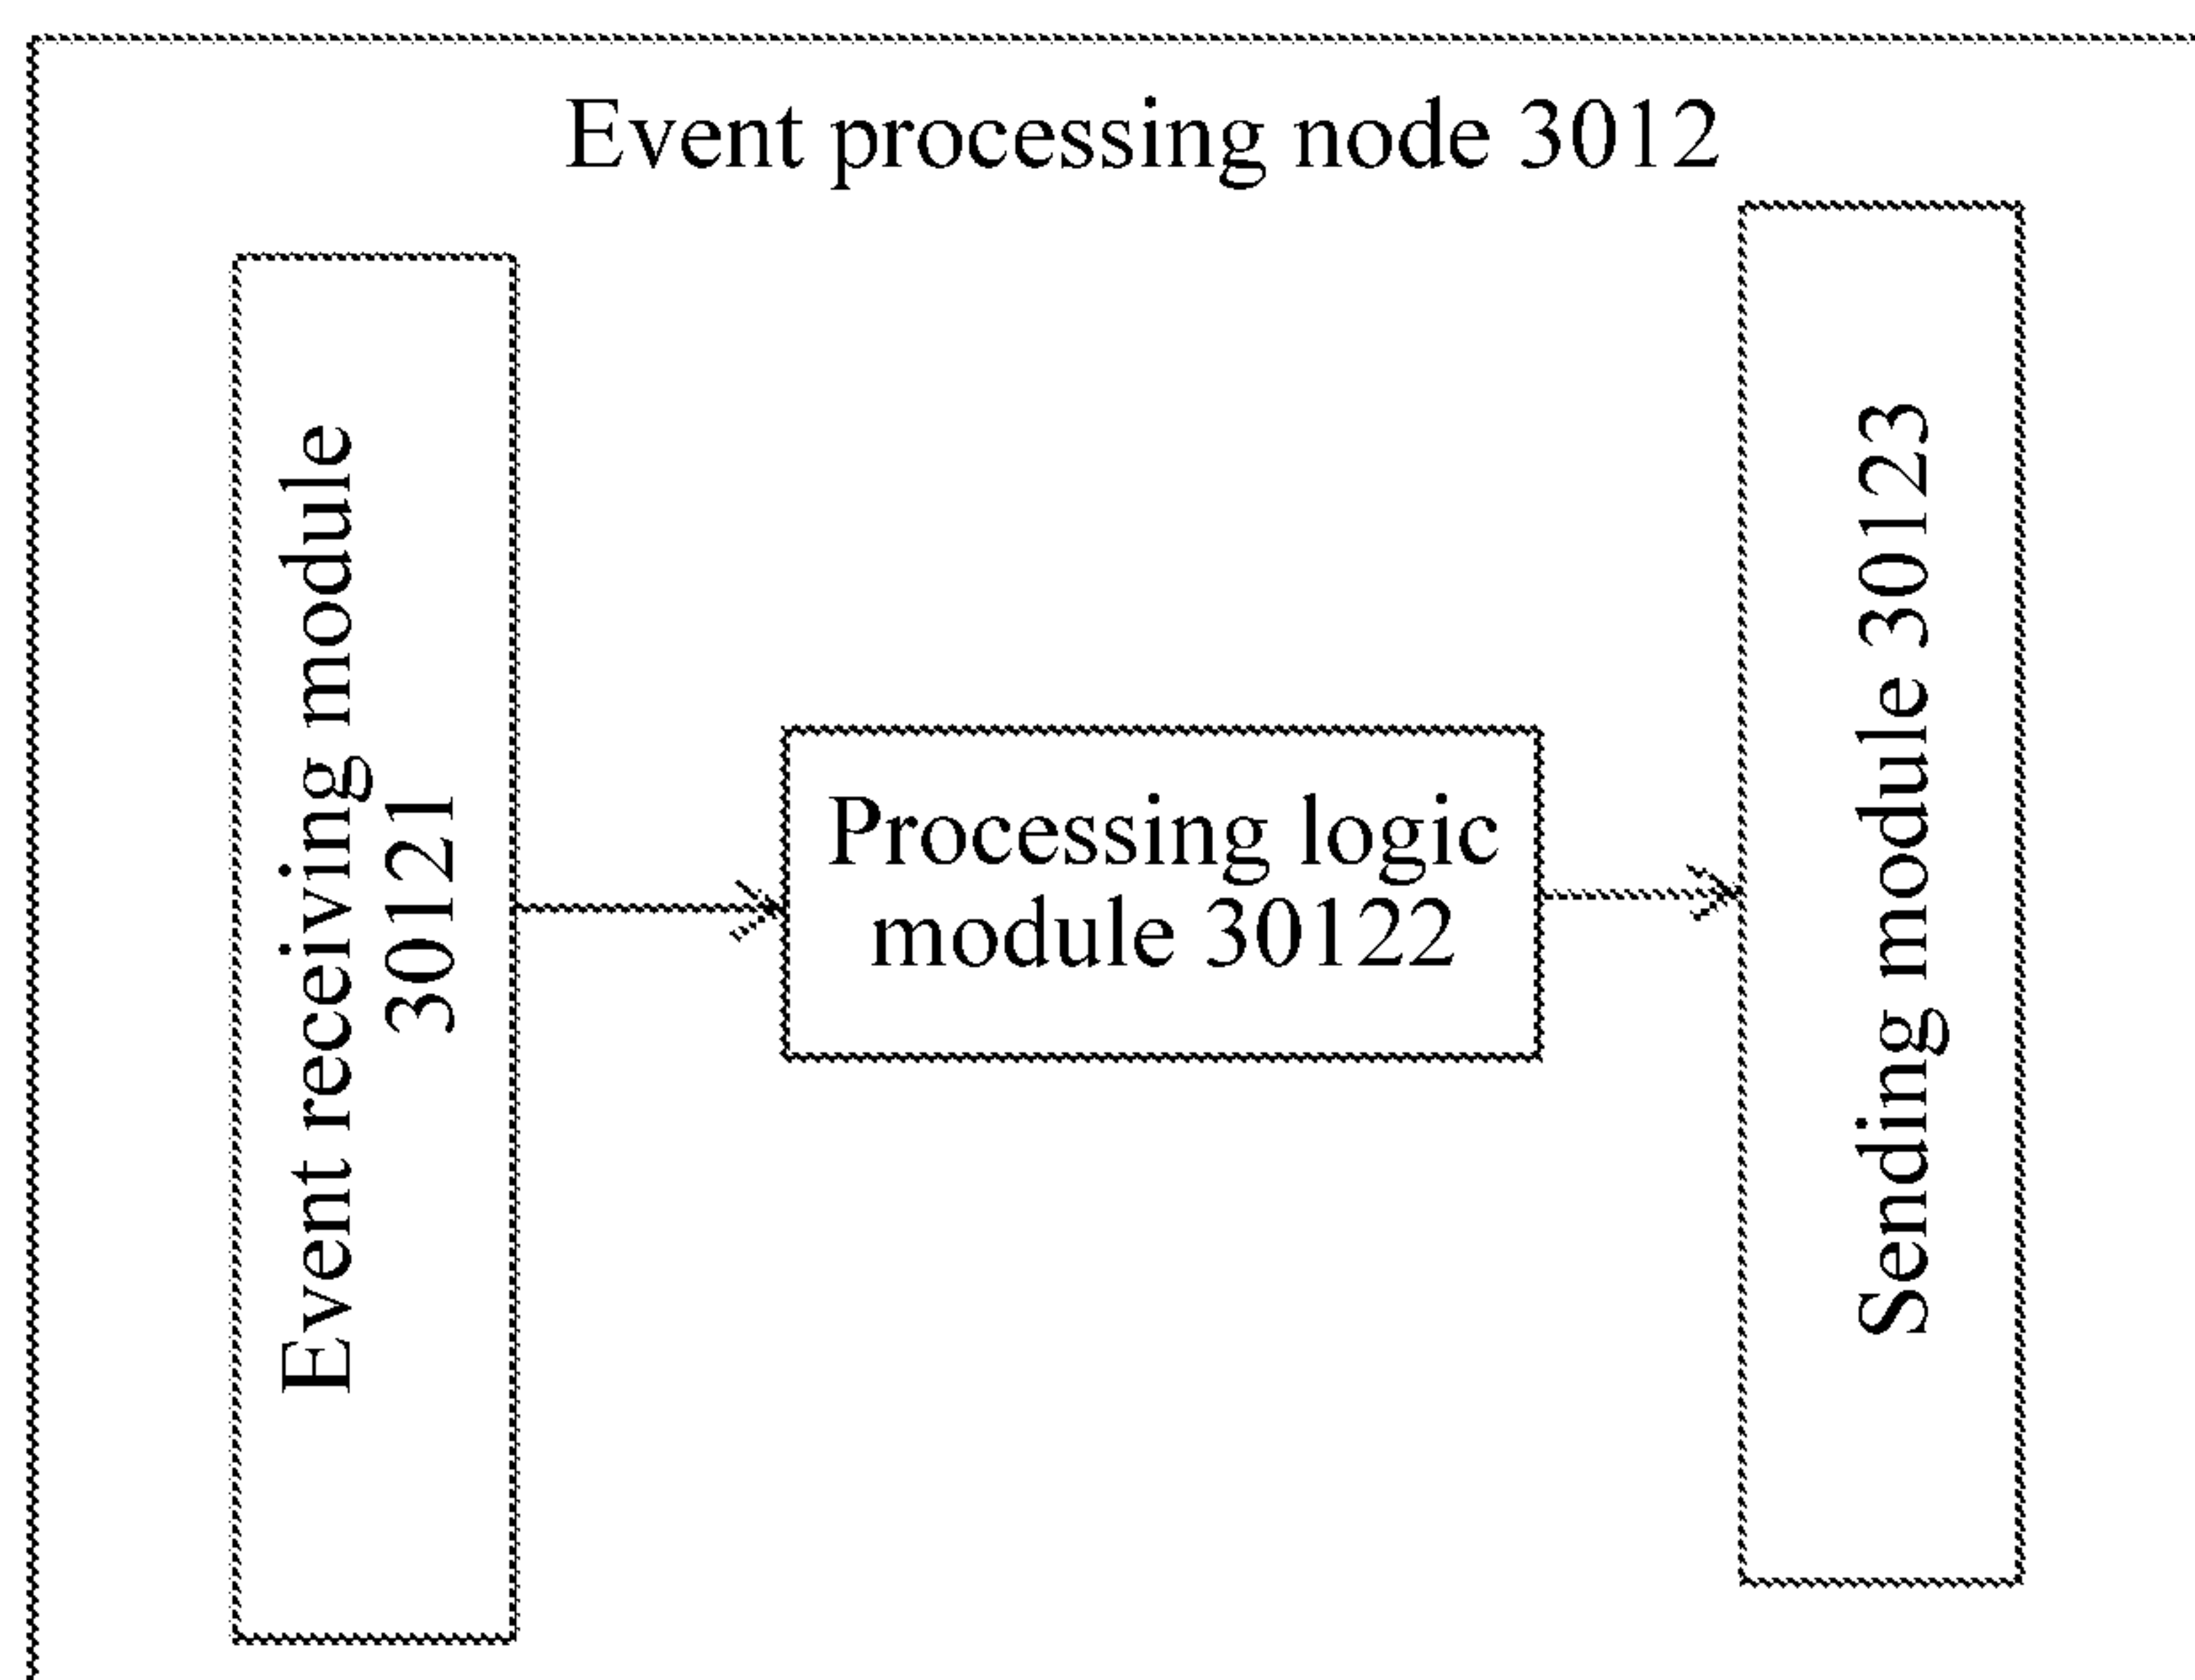 Event processing node 3012
Event receiving module
30121
Processing logic
module 30122
Sending module 30123